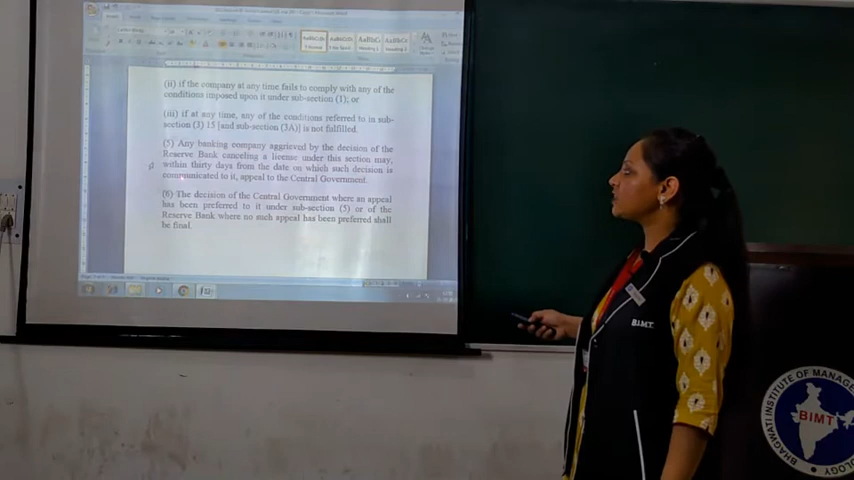 (ii) if the company at any time fails to comply with any of the
conditions imposed upon it under sub-section (1); or
(iii) if at any time, any of the conditions referred to in sub-
section (3) 15 [and sub-section (3A)] is not fulfilled.
(5) Any banking company aggrieved by the decision of the
Reserve Bank canceling a license under this section may,
within thirty days from the date on which such decision is
communicated to it, appeal to the Central Government.
(6) The decision of the Central Government where an appeal
has been preferred to it under sub-section (5) or of the
Reserve Bank where no such appeal has been preferred shall
be final.
B.I.M.T.
INSTITUTE OF MANAGEM
BIMT
BHAGWATI
OLOGY
INDIA